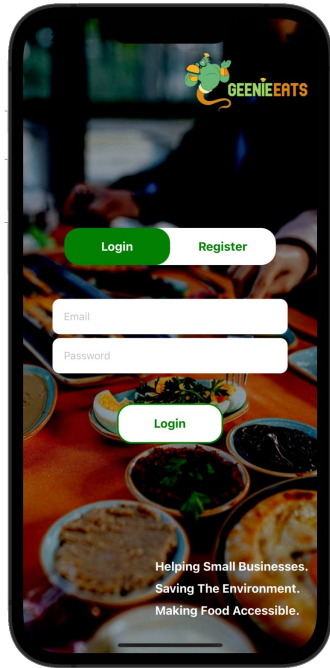 GEENIEEATS
Login
Register
Email
Password
Login
Helping Small Businesses.
Saving The Environment.
Making Food Accessible.